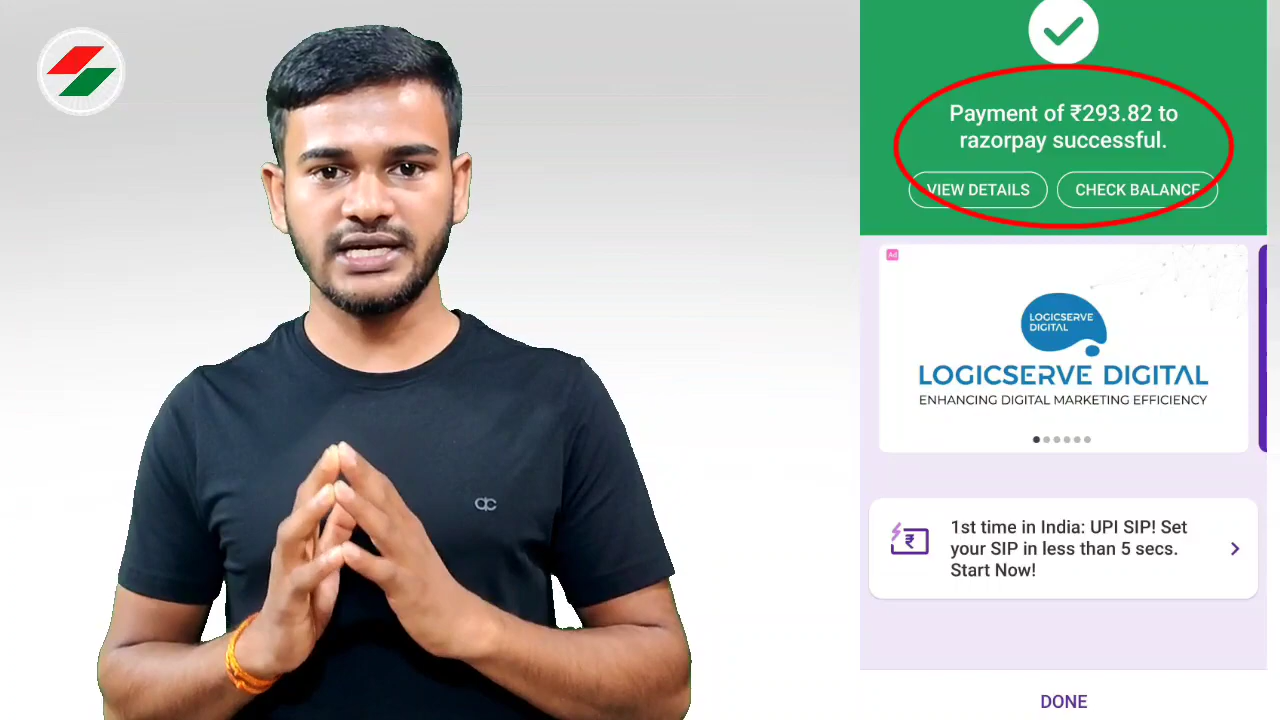 Payment of ₹293.82 to
razorpay successful.
VIEW DETAILS
CHECK BALANCE
Ad
LOGICSERVE
DIGITAL
LOGICSERVE DIGITAL
ENHANCING DIGITAL MARKETING EFFICIENCY
1st time in India: UPI SIP! Set
your SIP in less than 5 secs.
Start Now!
DONE